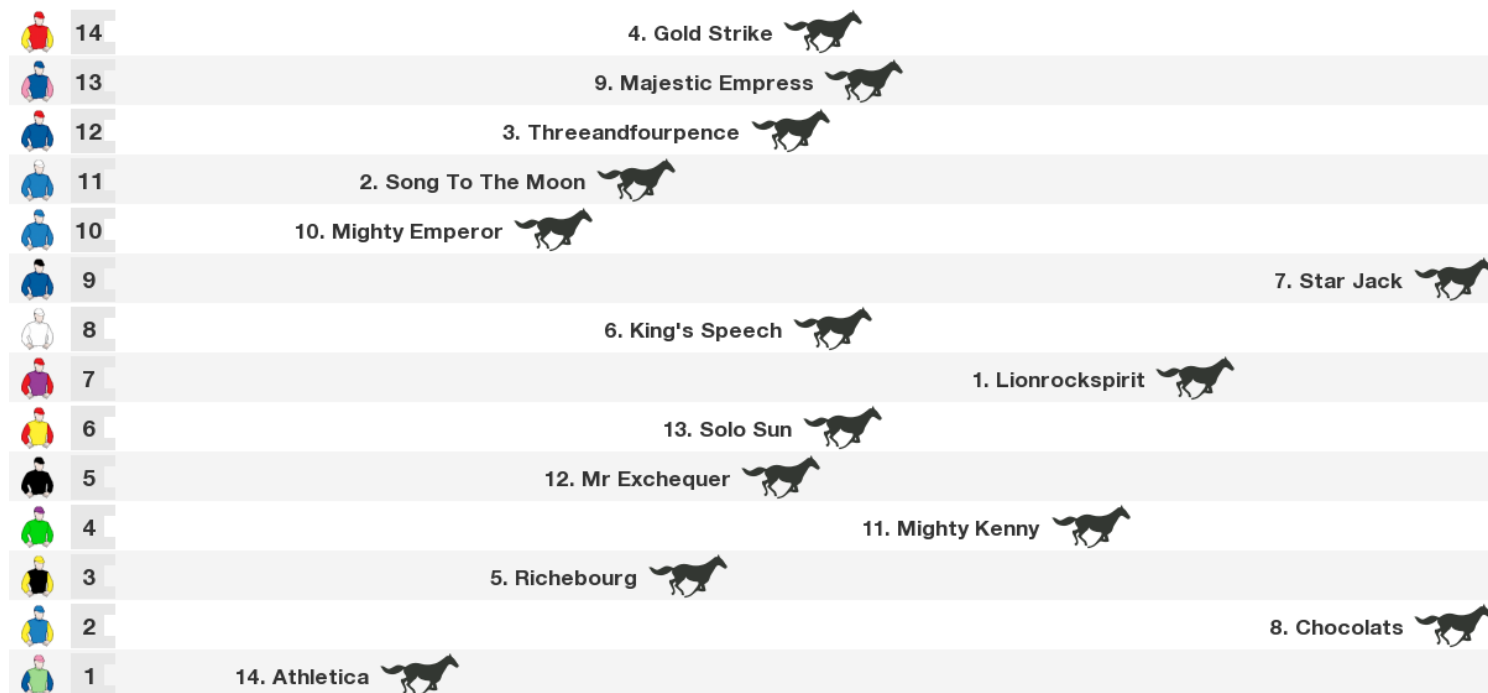 14 4. Gold Strike
13 9. Majestic Empress
12 3. Threeandfourpence
11 2. Song To The Moon
10 10. Mighty Emperor
9 7. Star Jack
8 6. King's Speech
7 1. Lionrockspirit
6 13. Solo Sun
5 12. Mr Exchequer
4 11. Mighty Kenny
3 5. Richebourg
2 8. Chocolats
1 14. Athletica